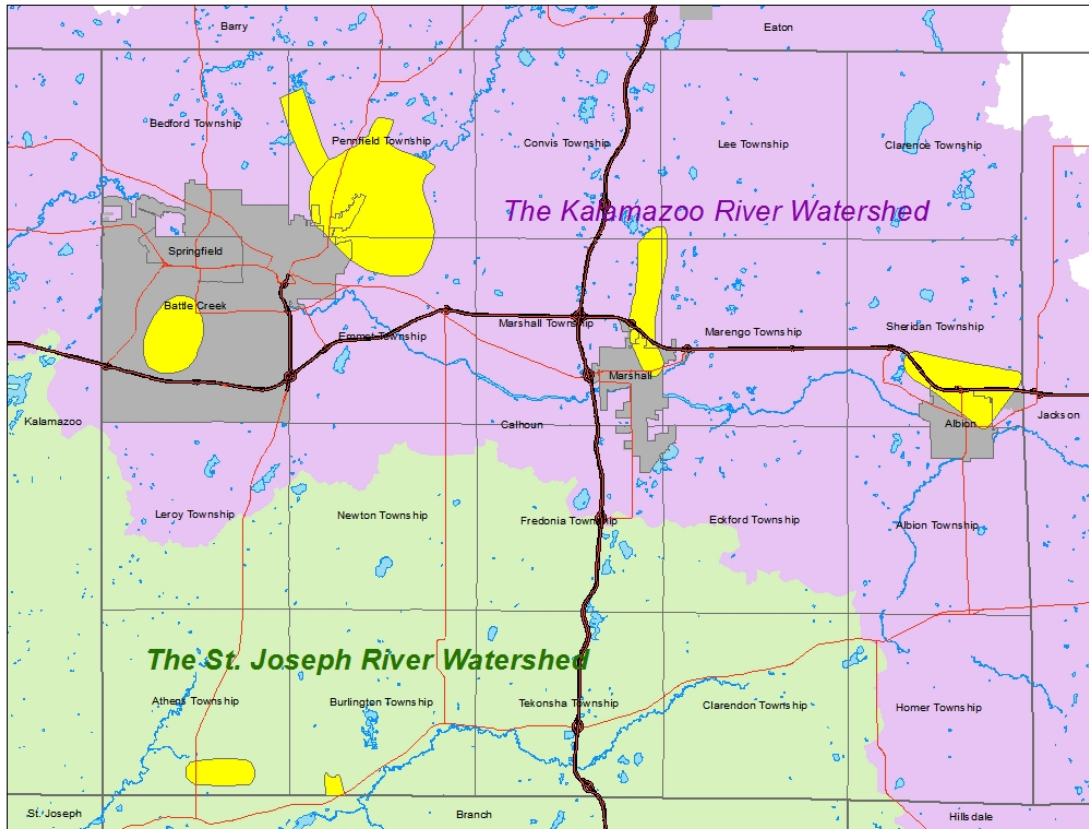 Barry
Eaton
Bedford Township
Pennfield Township
Convis Township
Lee Township
Clarence Township
The Kalamazoo River Watershed
Springfield
Battle Creek
Emmet Township
Marshall Township
Marengo Township
Sheridan Township
Marshall
Kalamazoo
Calhoun
Albion
Jackson
Leroy Township
Newton Township
Fredonia Township
Eckford Township
Albion Township
The St. Joseph River Watershed
Athens Township
Burlington Township
Tekonsha Township
Clarendon Township
Homer Township
St. Joseph
Branch
Hillsdale